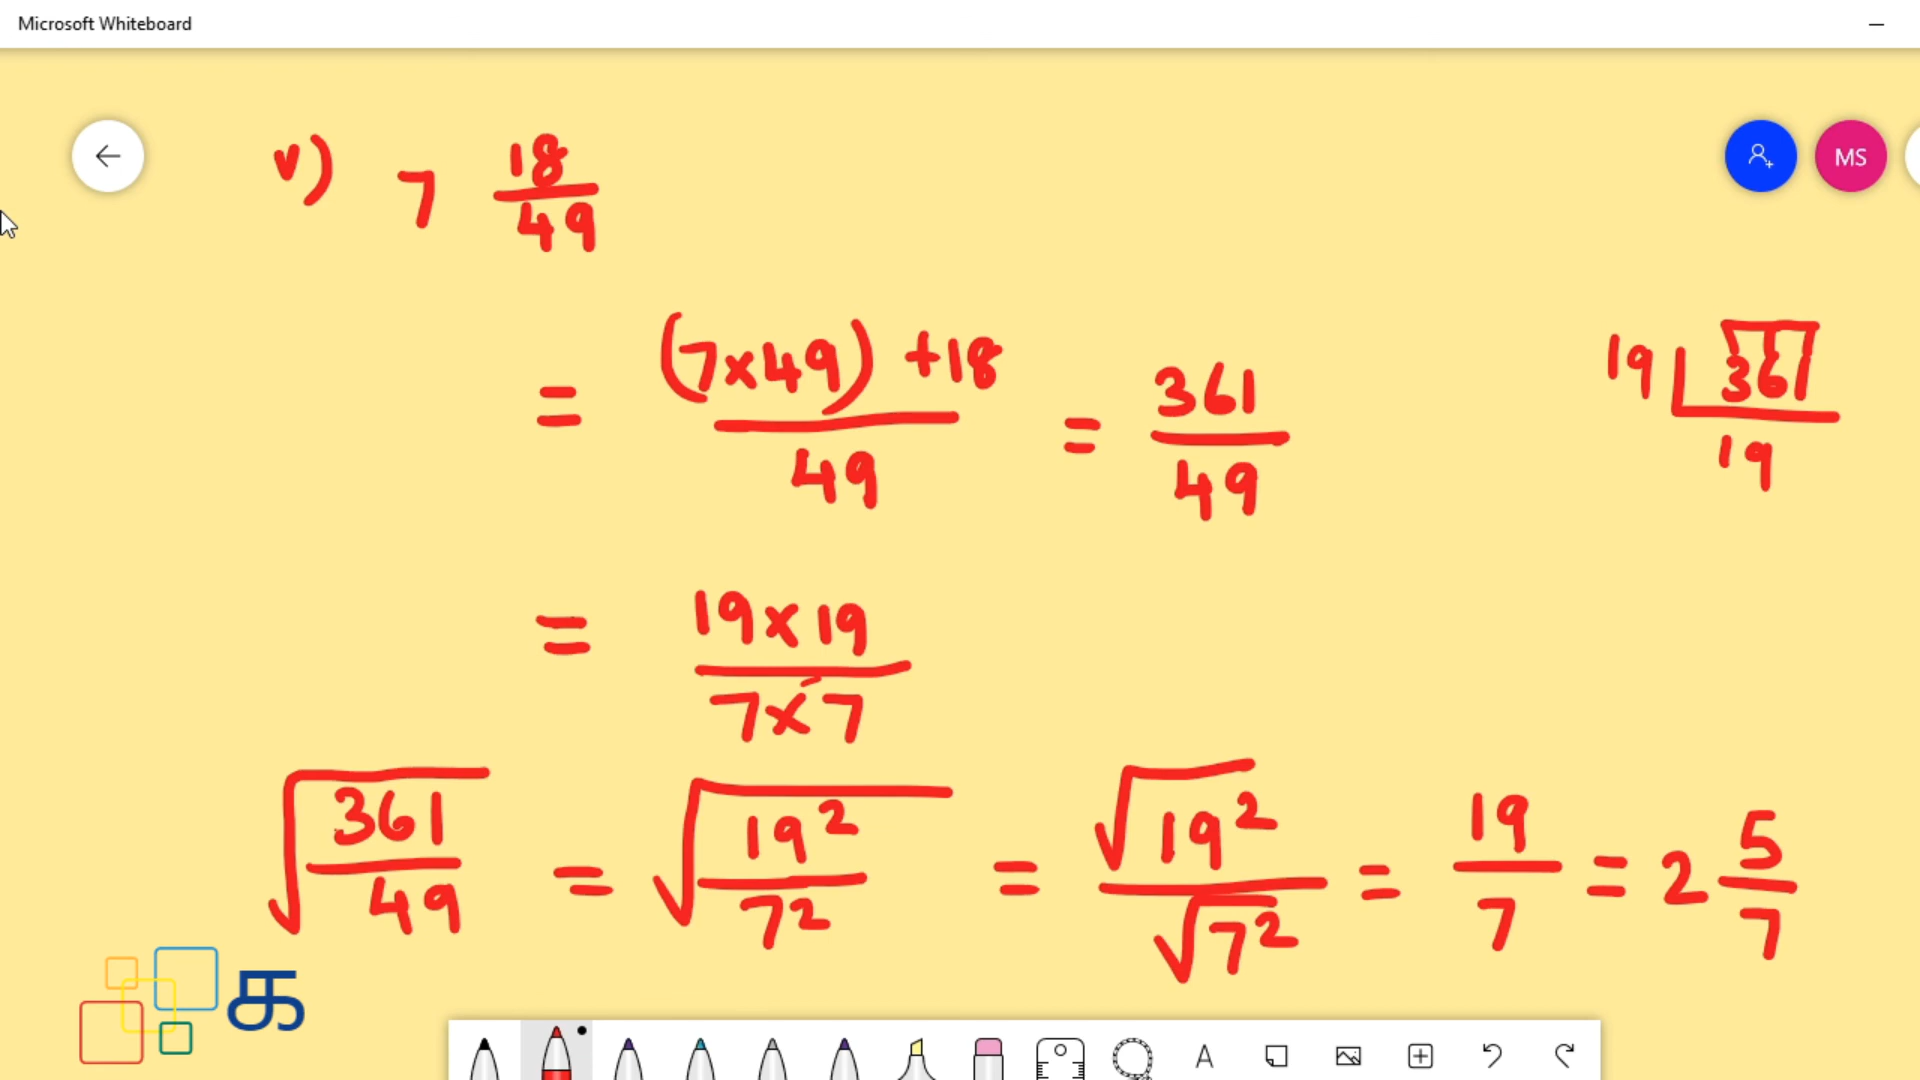 Microsoft Whiteboard
MS
v) 7 18/49
= (7×49) +18/49 = 361/49
19 361
19
= 19×19/7×7
√361/49 = √19²/7² = √19²/√7² = 19/7 = 2 5/7
க
A